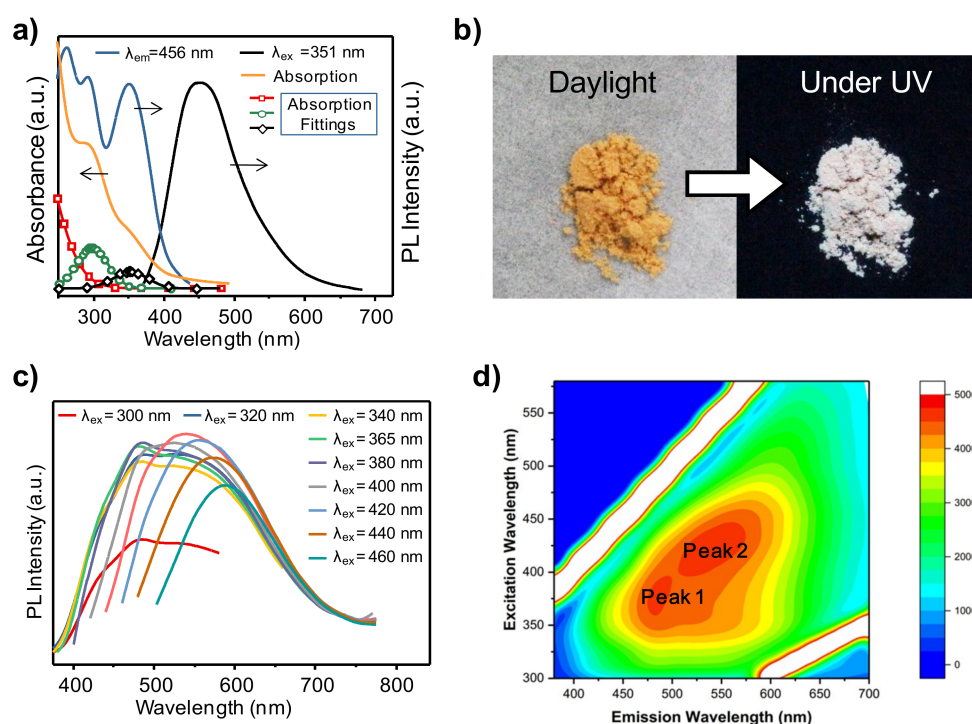 a)
λem=456 nm
λex =351 nm
Absorption
Absorption
Fittings
Absorbance (a.u.)
PL Intensity (a.u.)
300
400
500
600
700
Wavelength (nm)
b)
Daylight
Under UV
c)
λex = 300 nm
λex = 320 nm
λex = 340 nm
λex = 365 nm
λex = 380 nm
λex = 400 nm
λex = 420 nm
λex = 440 nm
λex = 460 nm
PL Intensity (a.u.)
400
500
600
700
800
Wavelength (nm)
d)
Excitation Wavelength (nm)
550
500
450
400
350
300
Peak 2
Peak 1
400
450
500
550
600
650
700
Emission Wavelength (nm)
5000
4000
3000
2000
1000
0